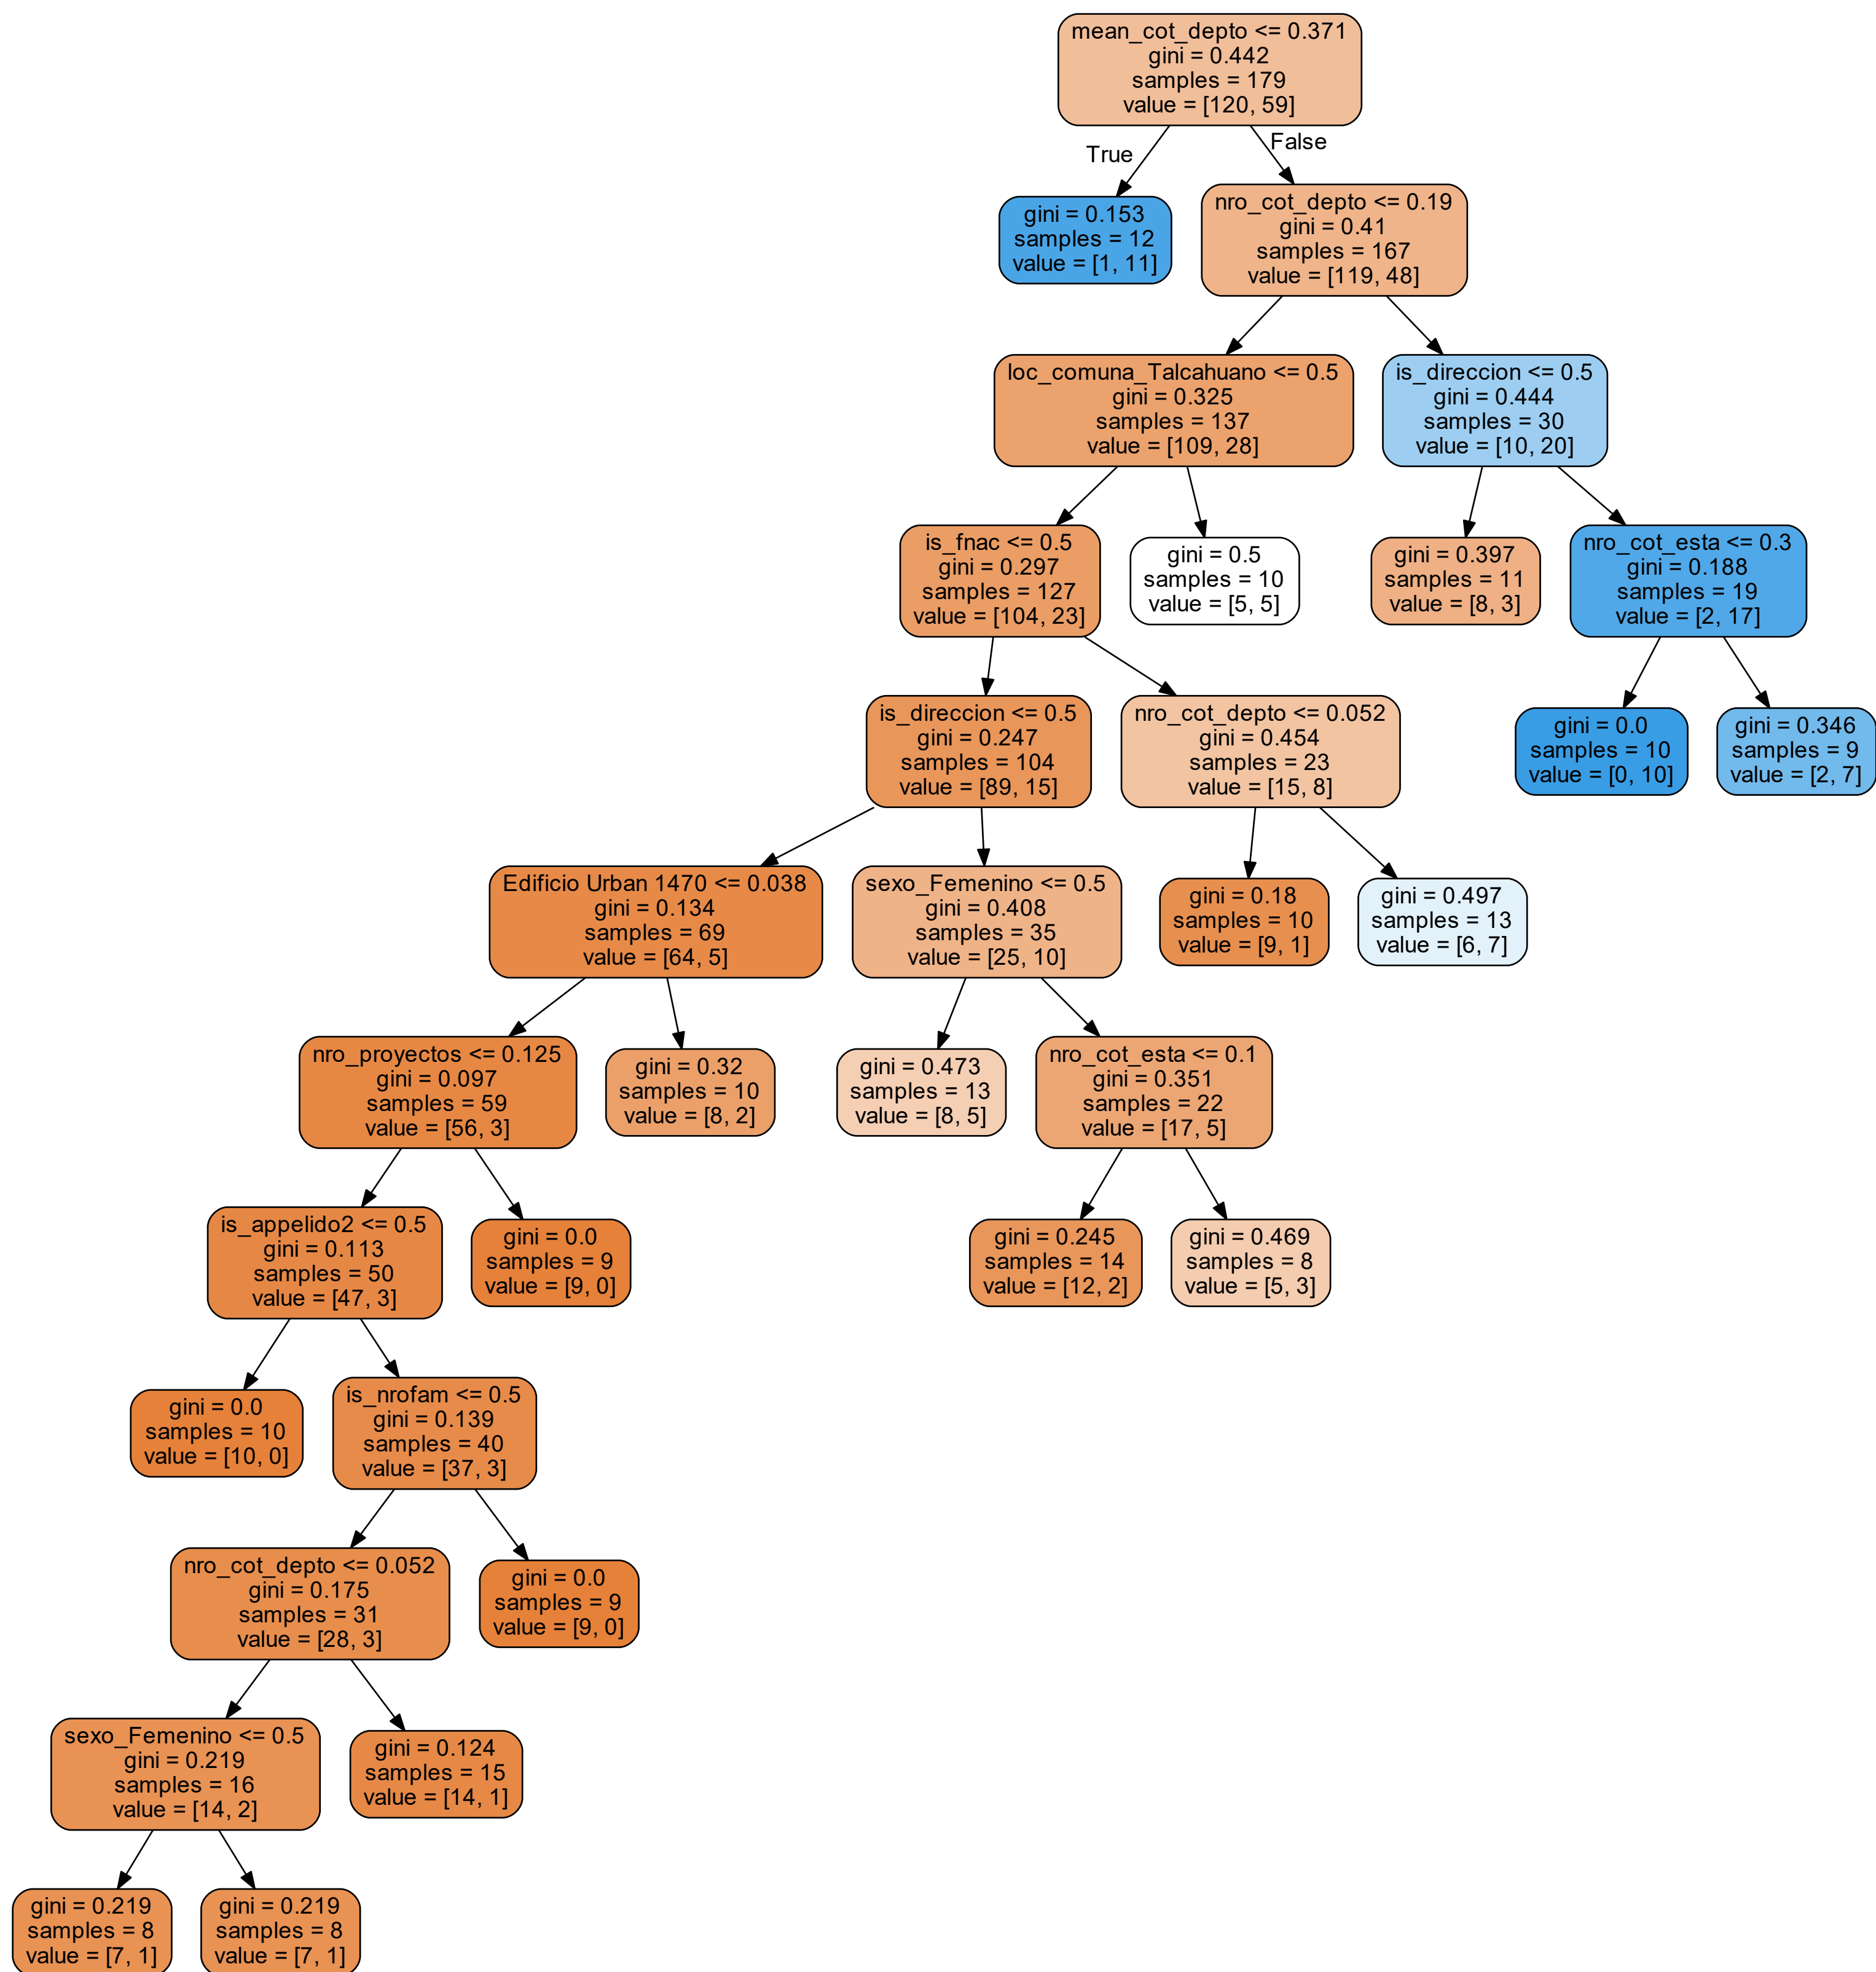 mean_cot_depto <= 0.371
gini = 0.442
samples = 179
value = [120, 59]
True
False
gini = 0.153
samples = 12
value = [1, 11]
nro_cot_depto <= 0.19
gini = 0.41
samples = 167
value = [119, 48]
loc_comuna_Talcahuano <= 0.5
gini = 0.325
samples = 137
value = [109, 28]
is_direccion <= 0.5
gini = 0.444
samples = 30
value = [10, 20]
is_fnac <= 0.5
gini = 0.297
samples = 127
value = [104, 23]
gini = 0.5
samples = 10
value = [5, 5]
gini = 0.397
samples = 11
value = [8, 3]
nro_cot_esta <= 0.3
gini = 0.188
samples = 19
value = [2, 17]
is_direccion <= 0.5
gini = 0.247
samples = 104
value = [89, 15]
nro_cot_depto <= 0.052
gini = 0.454
samples = 23
value = [15, 8]
gini = 0.0
samples = 10
value = [0, 10]
gini = 0.346
samples = 9
value = [2, 7]
Edificio Urban 1470 <= 0.038
gini = 0.134
samples = 69
value = [64, 5]
sexo_Femenino <= 0.5
gini = 0.408
samples = 35
value = [25, 10]
gini = 0.18
samples = 10
value = [9, 1]
gini = 0.497
samples = 13
value = [6, 7]
nro_proyectos <= 0.125
gini = 0.097
samples = 59
value = [56, 3]
gini = 0.32
samples = 10
value = [8, 2]
gini = 0.473
samples = 13
value = [8, 5]
nro_cot_esta <= 0.1
gini = 0.351
samples = 22
value = [17, 5]
is_appelido2 <= 0.5
gini = 0.113
samples = 50
value = [47, 3]
gini = 0.0
samples = 9
value = [9, 0]
gini = 0.245
samples = 14
value = [12, 2]
gini = 0.469
samples = 8
value = [5, 3]
gini = 0.0
samples = 10
value = [10, 0]
is_nrofam <= 0.5
gini = 0.139
samples = 40
value = [37, 3]
nro_cot_depto <= 0.052
gini = 0.175
samples = 31
value = [28, 3]
gini = 0.0
samples = 9
value = [9, 0]
sexo_Femenino <= 0.5
gini = 0.219
samples = 16
value = [14, 2]
gini = 0.124
samples = 15
value = [14, 1]
gini = 0.219
samples = 8
value = [7, 1]
gini = 0.219
samples = 8
value = [7, 1]